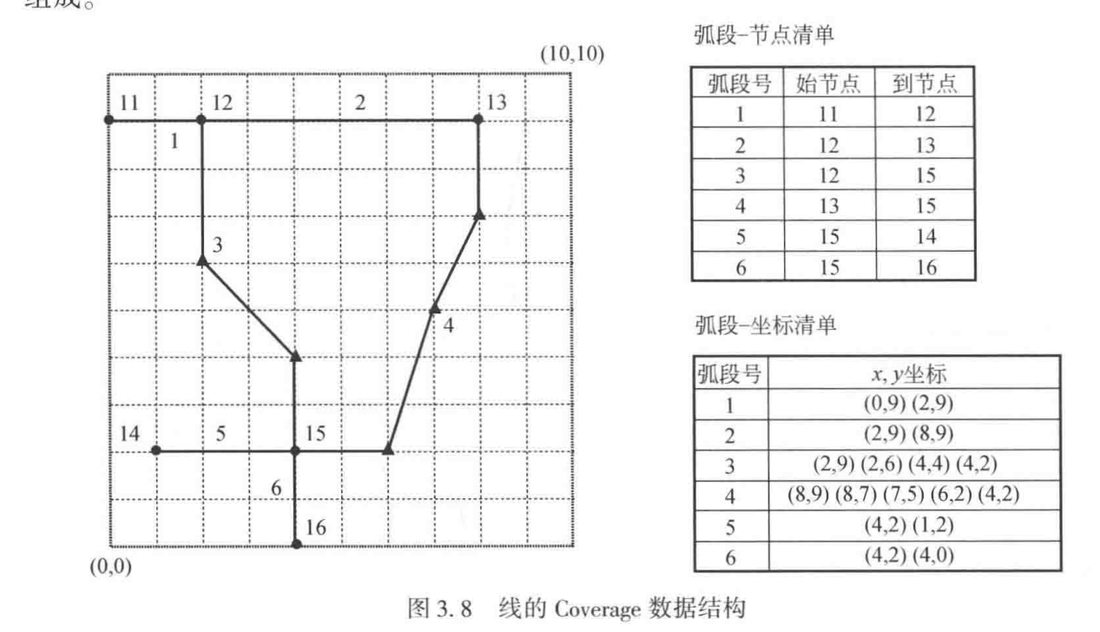 组成。
(10,10)
11 12 2 13
1
3
4
14 5 15
6
16
(0,0)
弧段-节点清单
弧段号 始节点 到节点
1 11 12
2 12 13
3 12 15
4 13 15
5 15 14
6 15 16
弧段-坐标清单
弧段号 x, y坐标
1 (0,9) (2,9)
2 (2,9) (8,9)
3 (2,9) (2,6) (4,4) (4,2)
4 (8,9) (8,7) (7,5) (6,2) (4,2)
5 (4,2) (1,2)
6 (4,2) (4,0)
图 3. 8 线的 Coverage 数据结构